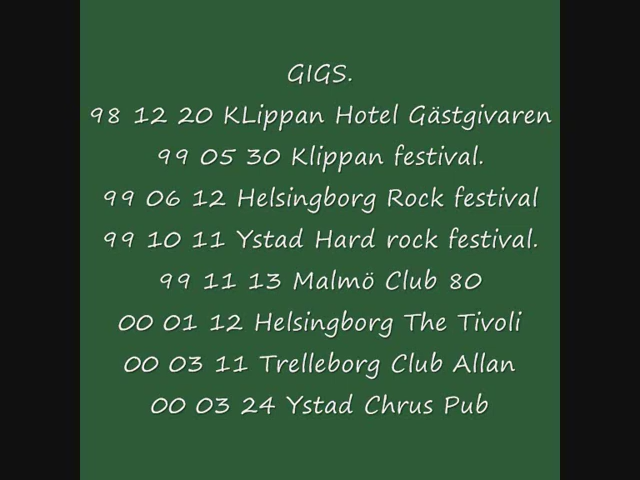 GIGS.
98 12 20 KLippan Hotel Gästgivaren
99 05 30 Klippan festival.
99 06 12 Helsingborg Rock festival
99 10 11 Ystad Hard rock festival.
99 11 13 Malmö Club 80
00 01 12 Helsingborg The Tivoli
00 03 11 Trelleborg Club Allan
00 03 24 Ystad Chrus Pub